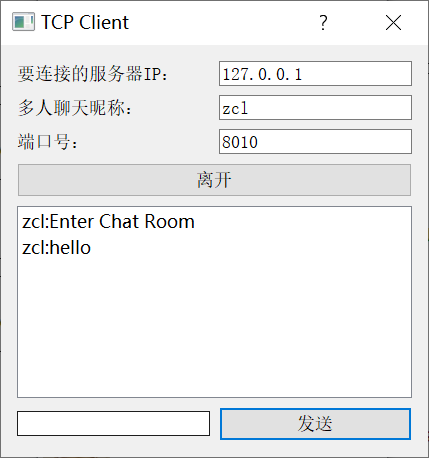 TCP Client
要连接的服务器IP: 127.0.0.1
多人聊天昵称: zcl
端口号: 8010
离开
zcl:Enter Chat Room
zcl:hello
发送